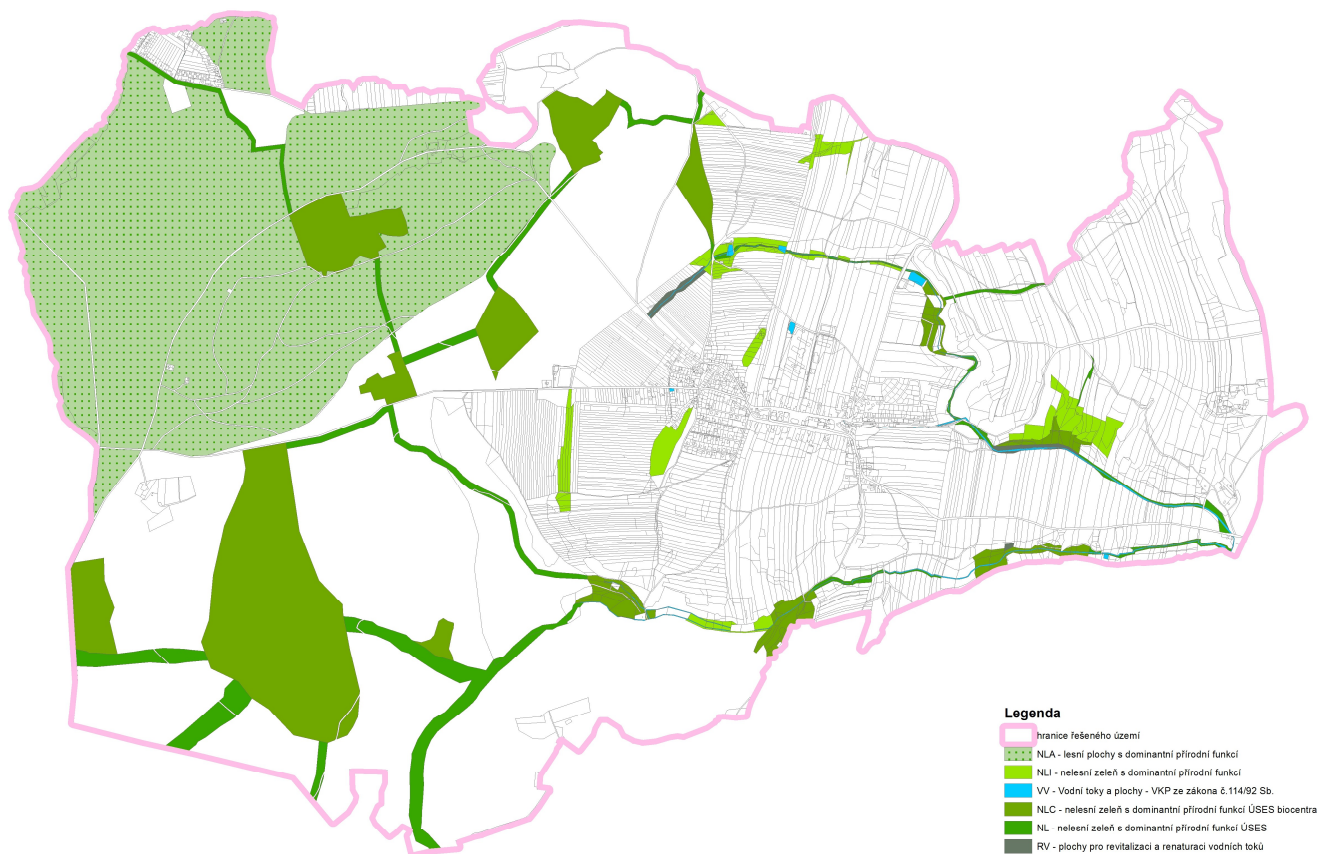 Legenda
hranice řešeného území
NLA - lesní plochy s dominantní přírodní funkcí
NLI - nelesní zeleň s dominantní přírodní funkcí
VV - Vodní toky a plochy - VKP ze zákona č.114/92 Sb.
NLC - nelesní zeleň s dominantní přírodní funkcí ÚSES biocentra
NL - nelesní zeleň s dominantní přírodní funkcí ÚSES
RV - plochy pro revitalizaci a renaturaci vodních toků